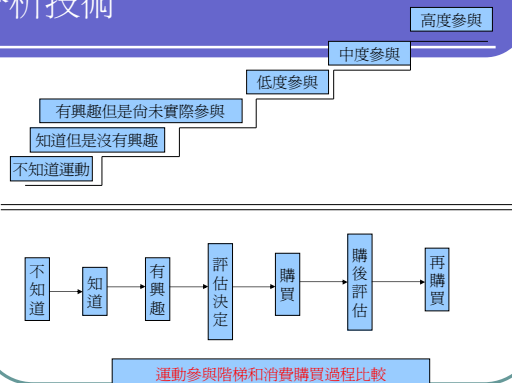 析技術
高度參與
中度參與
低度參與
有興趣但是尚未實際參與
知道但是沒有興趣
不知道運動
不知道
知道
有興趣
評估決定
購買
購後評估
再購買
運動參與階梯和消費購買過程比較